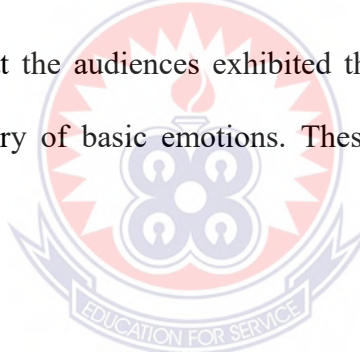 t the audiences exhibited th
ry of basic emotions. Thes
EDUCATION FOR SERVICE